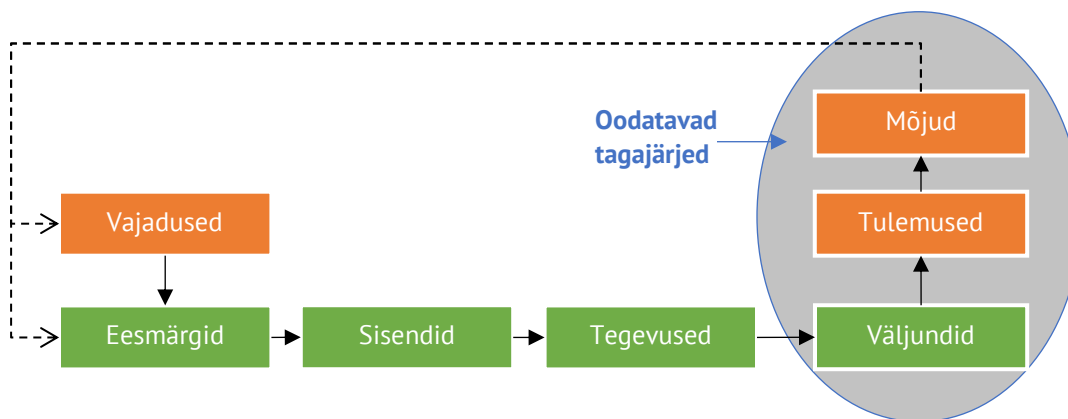 Mõjud
Oodatavad
tagajärjed
Vajadused
Tulemused
Eesmärgid
Sisendid
Tegevused
Väljundid